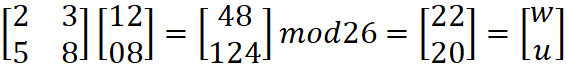 [2 3 5 8] [12 08] = [48 124] mod26 = [22 20] = [w u]